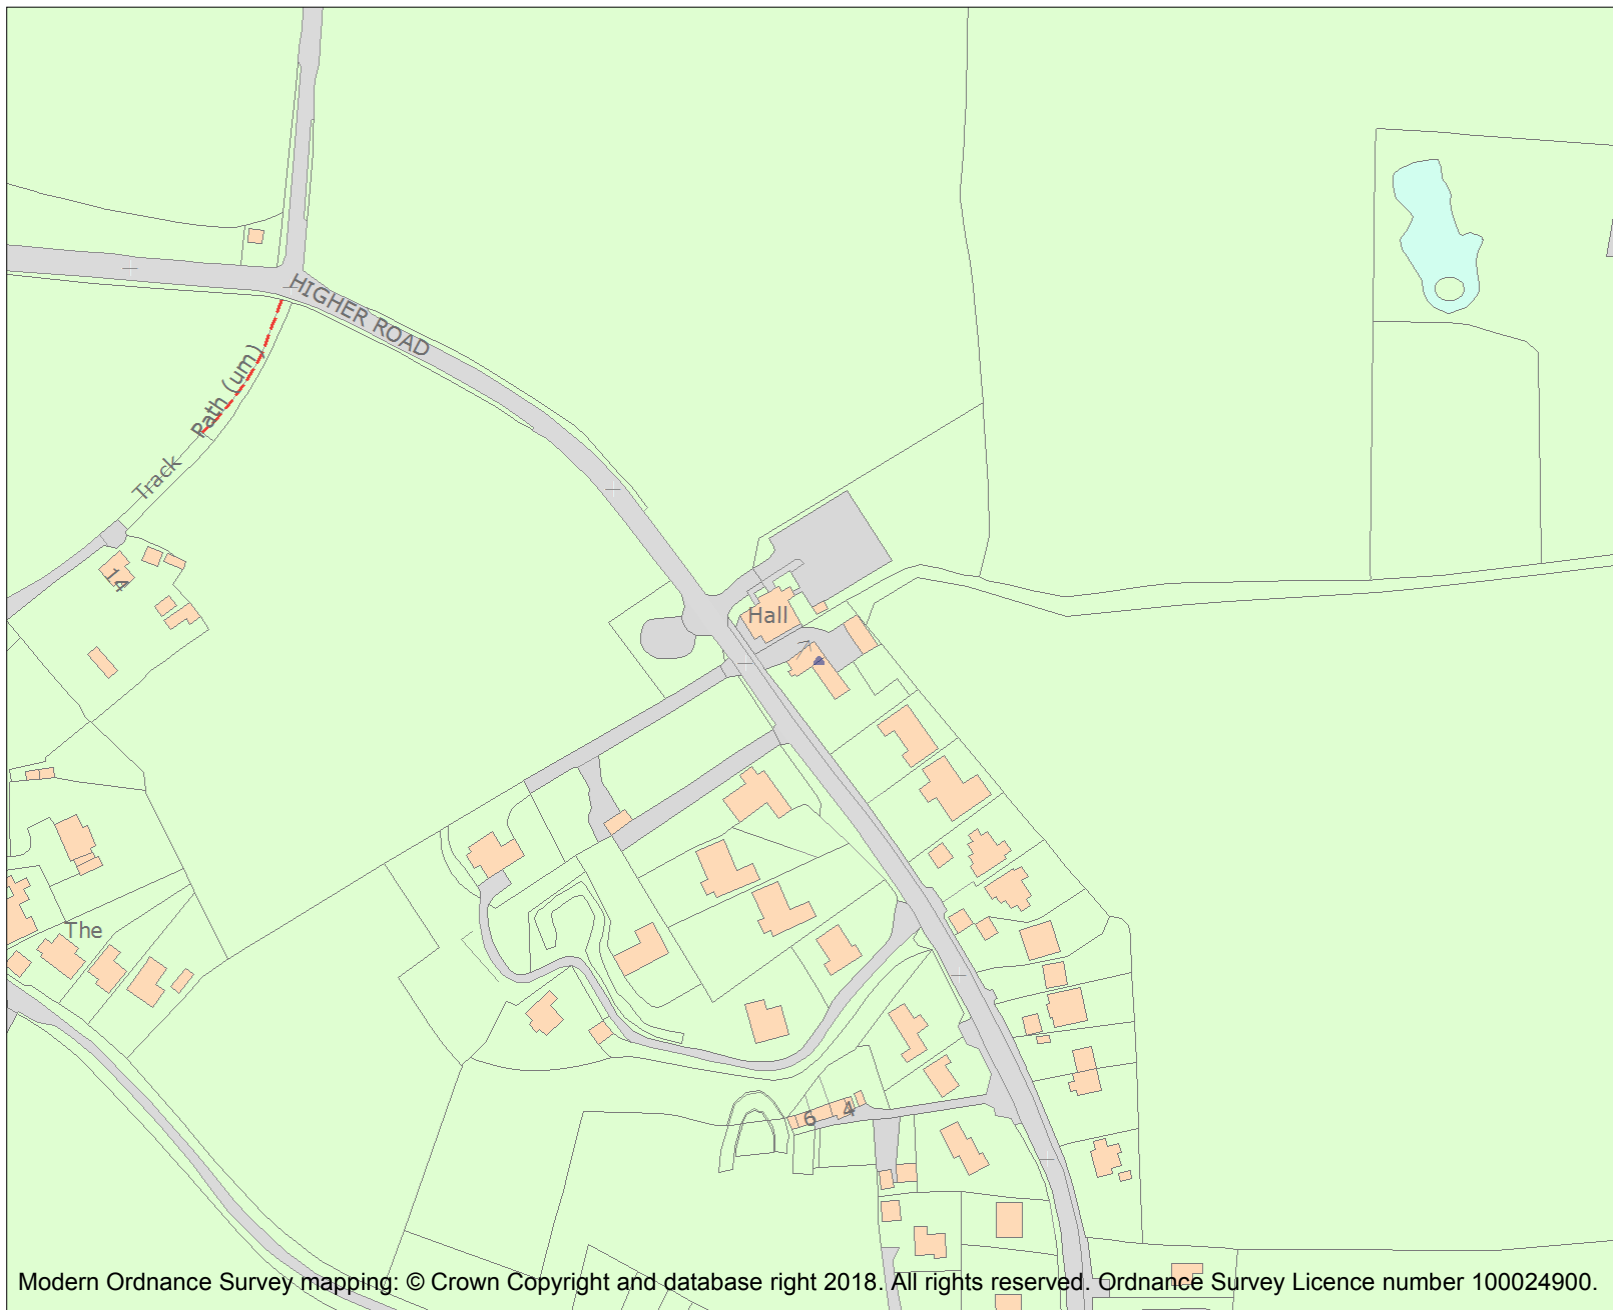 HIGHER ROAD
Path (um)
Track
14
Hall
The
6
4
Modern Ordnance Survey mapping: © Crown Copyright and database right 2018. All rights reserved. Ordnance Survey Licence number 100024900.